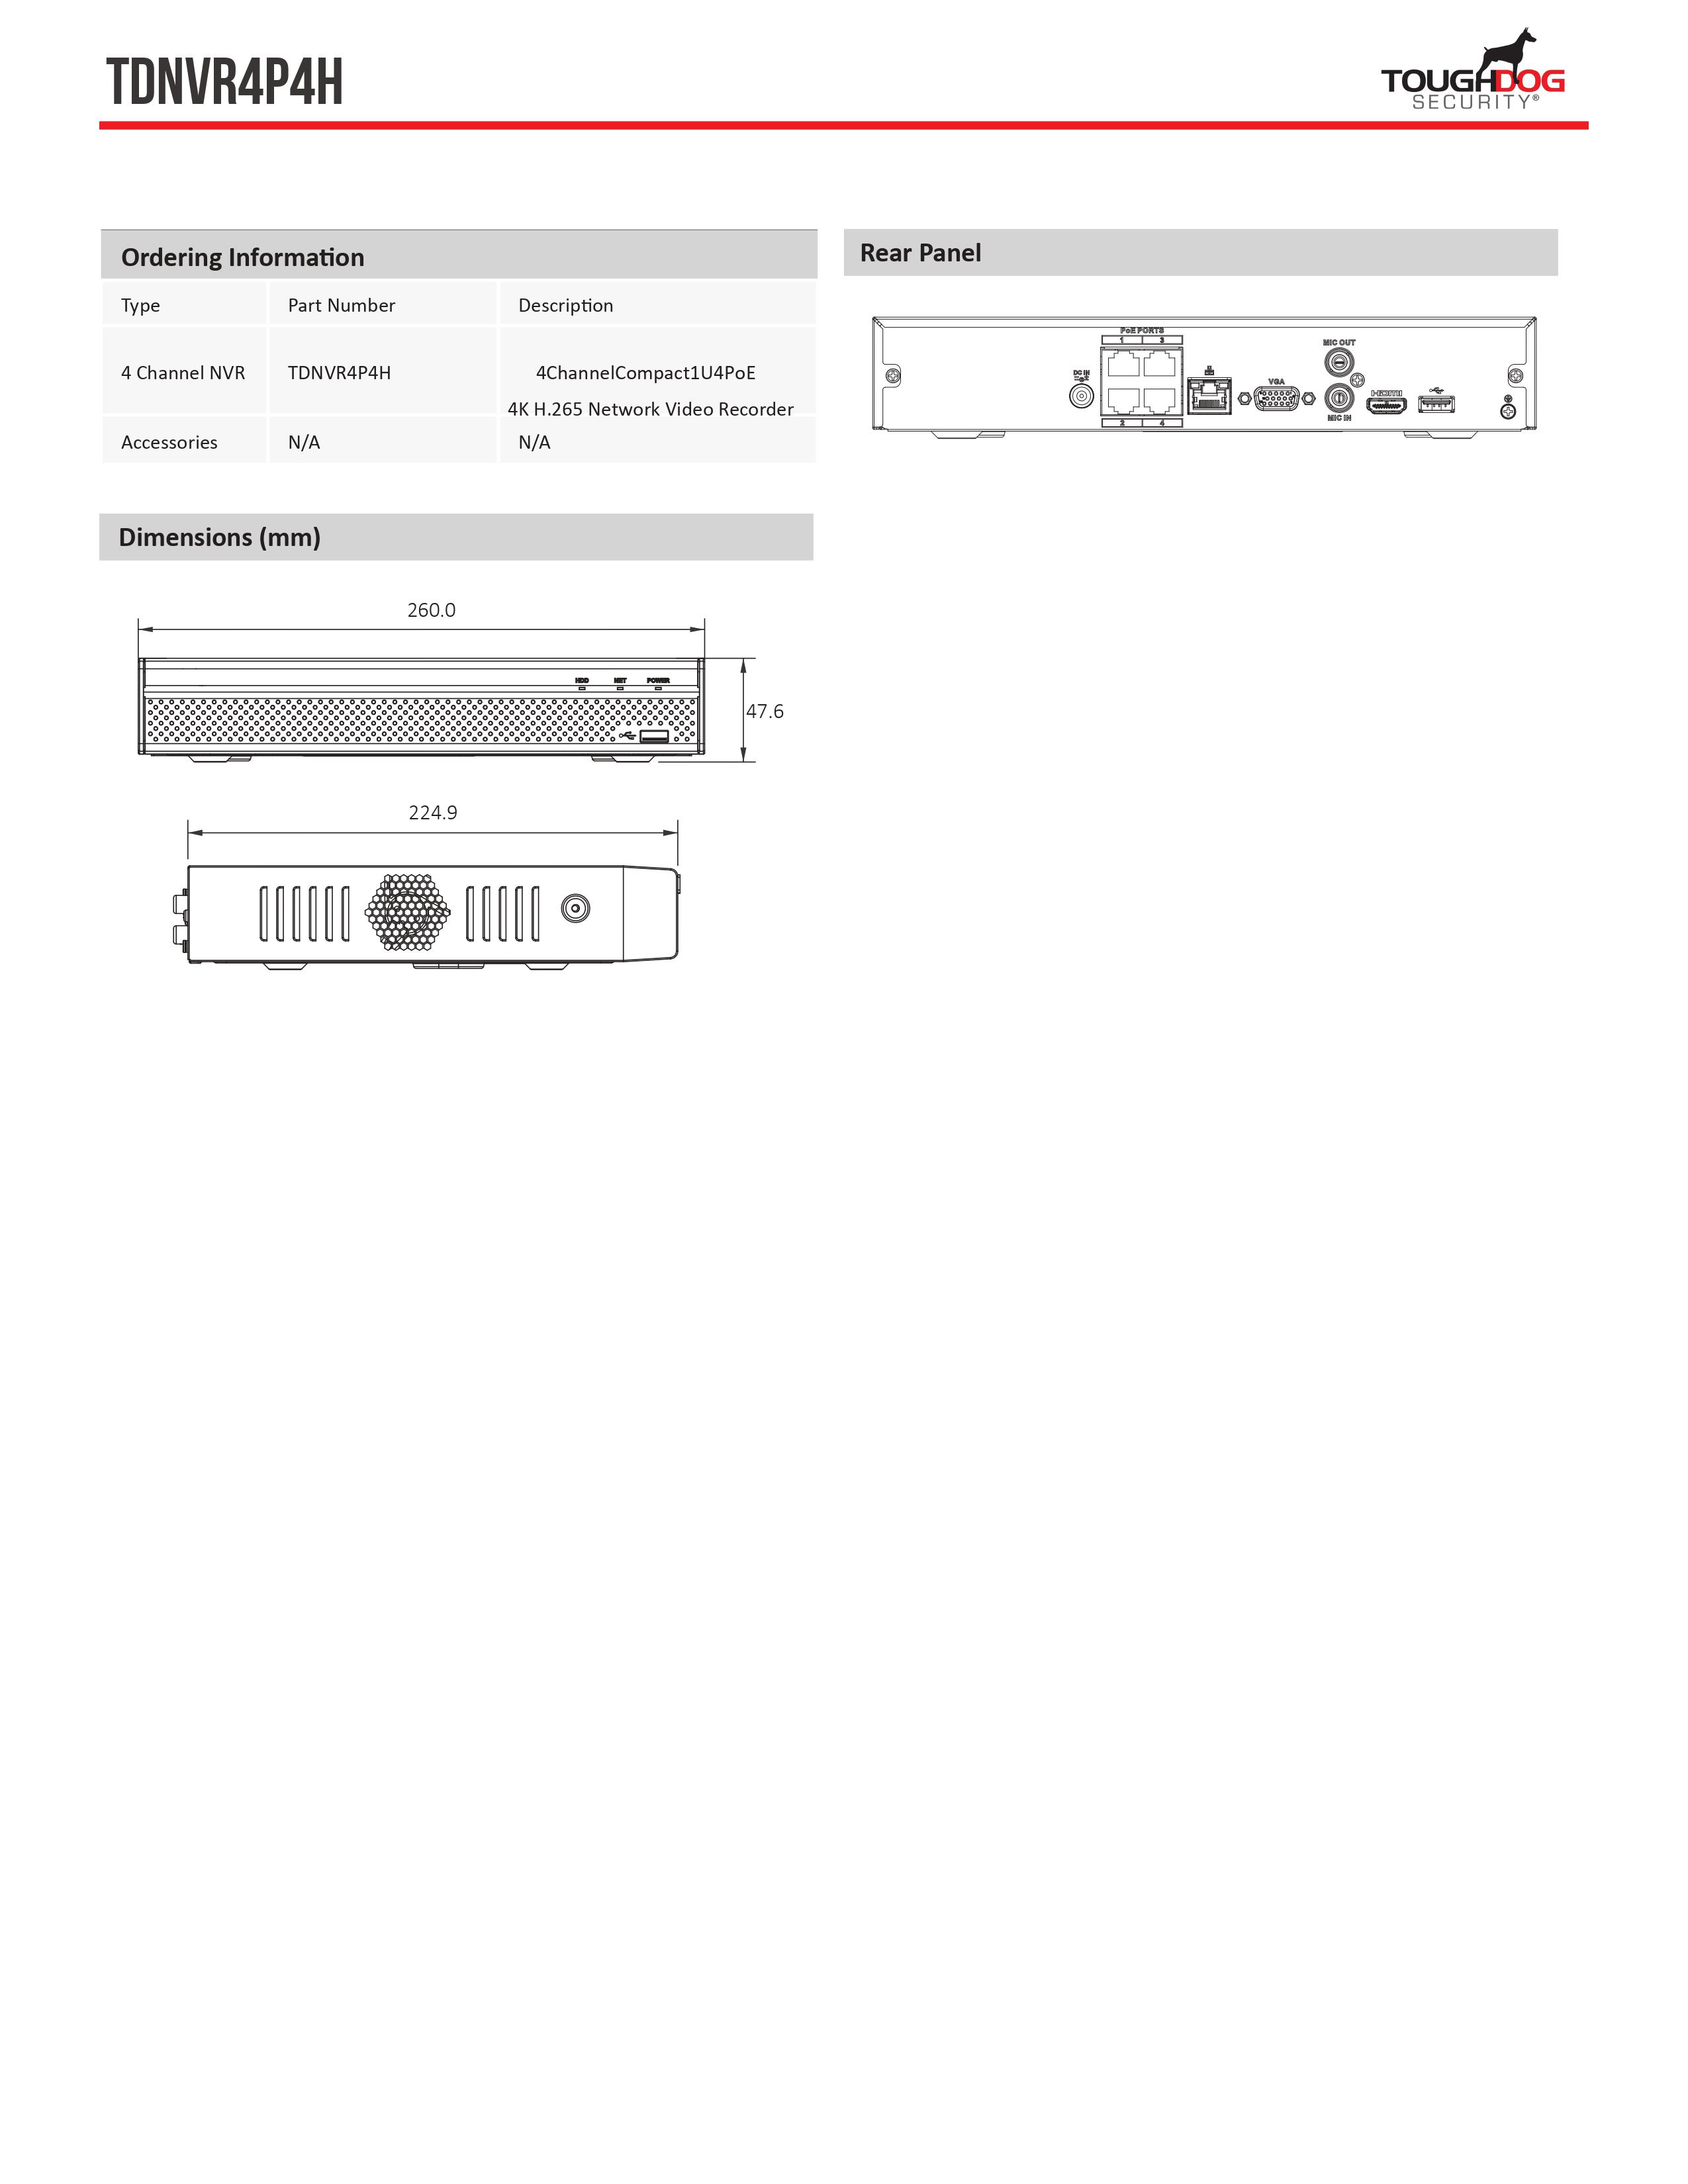 TDNVR4P4H
TOUGHDOG
SECURITY®
Ordering Information
Type Part Number Description
4 Channel NVR TDNVR4P4H 4ChannelCompact1U4PoE
4K H.265 Network Video Recorder
Accessories N/A N/A
Rear Panel
PoE PORTS
1 3
MIC OUT
DC IN
VGA
HDMI
MIC IN
2 4
Dimensions (mm)
260.0
HDD NET POWER
47.6
224.9